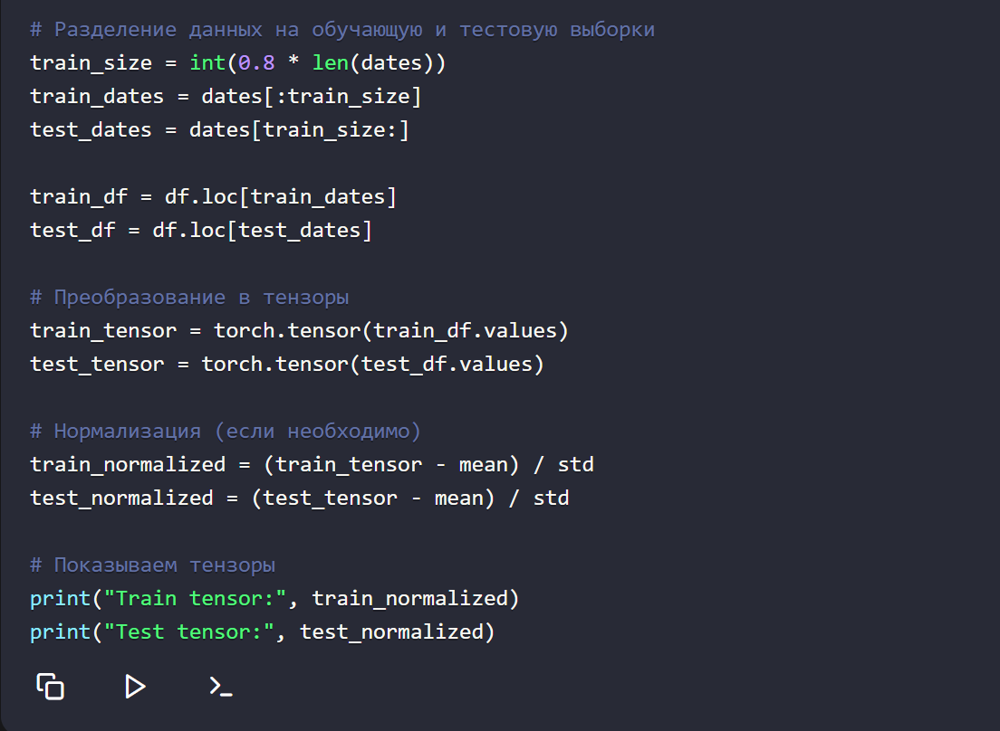 # Разделение данных на обучающую и тестовую выборки
train_size = int(0.8 * len(dates))
train_dates = dates[:train_size]
test_dates = dates[train_size:]
train_df = df.loc[train_dates]
test_df = df.loc[test_dates]
# Преобразование в тензоры
train_tensor = torch.tensor(train_df.values)
test_tensor = torch.tensor(test_df.values)
# Нормализация (если необходимо)
train_normalized = (train_tensor - mean) / std
test_normalized = (test_tensor - mean) / std
# Показываем тензоры
print("Train tensor:", train_normalized)
print("Test tensor:", test_normalized)